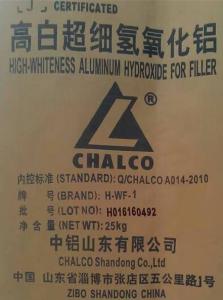 CERTIFICATED
高白超细氢氧化铝
HIGH-WHITENESS ALUMINUM HYDROXIDE FOR FILLER
®
CHALCO
内控标准(STANDARD): Q/CHALCO A014-2010
牌 号(BRAND): H-WF-1
批 号(LOT NO): H016160492
净含量(NET WT): 25kg
中铝山东有限公司
CHALCO Shandong Co.,Ltd
中国 山东省淄博市张店区五公里路1号
ZIBO SHANDONG CHINA